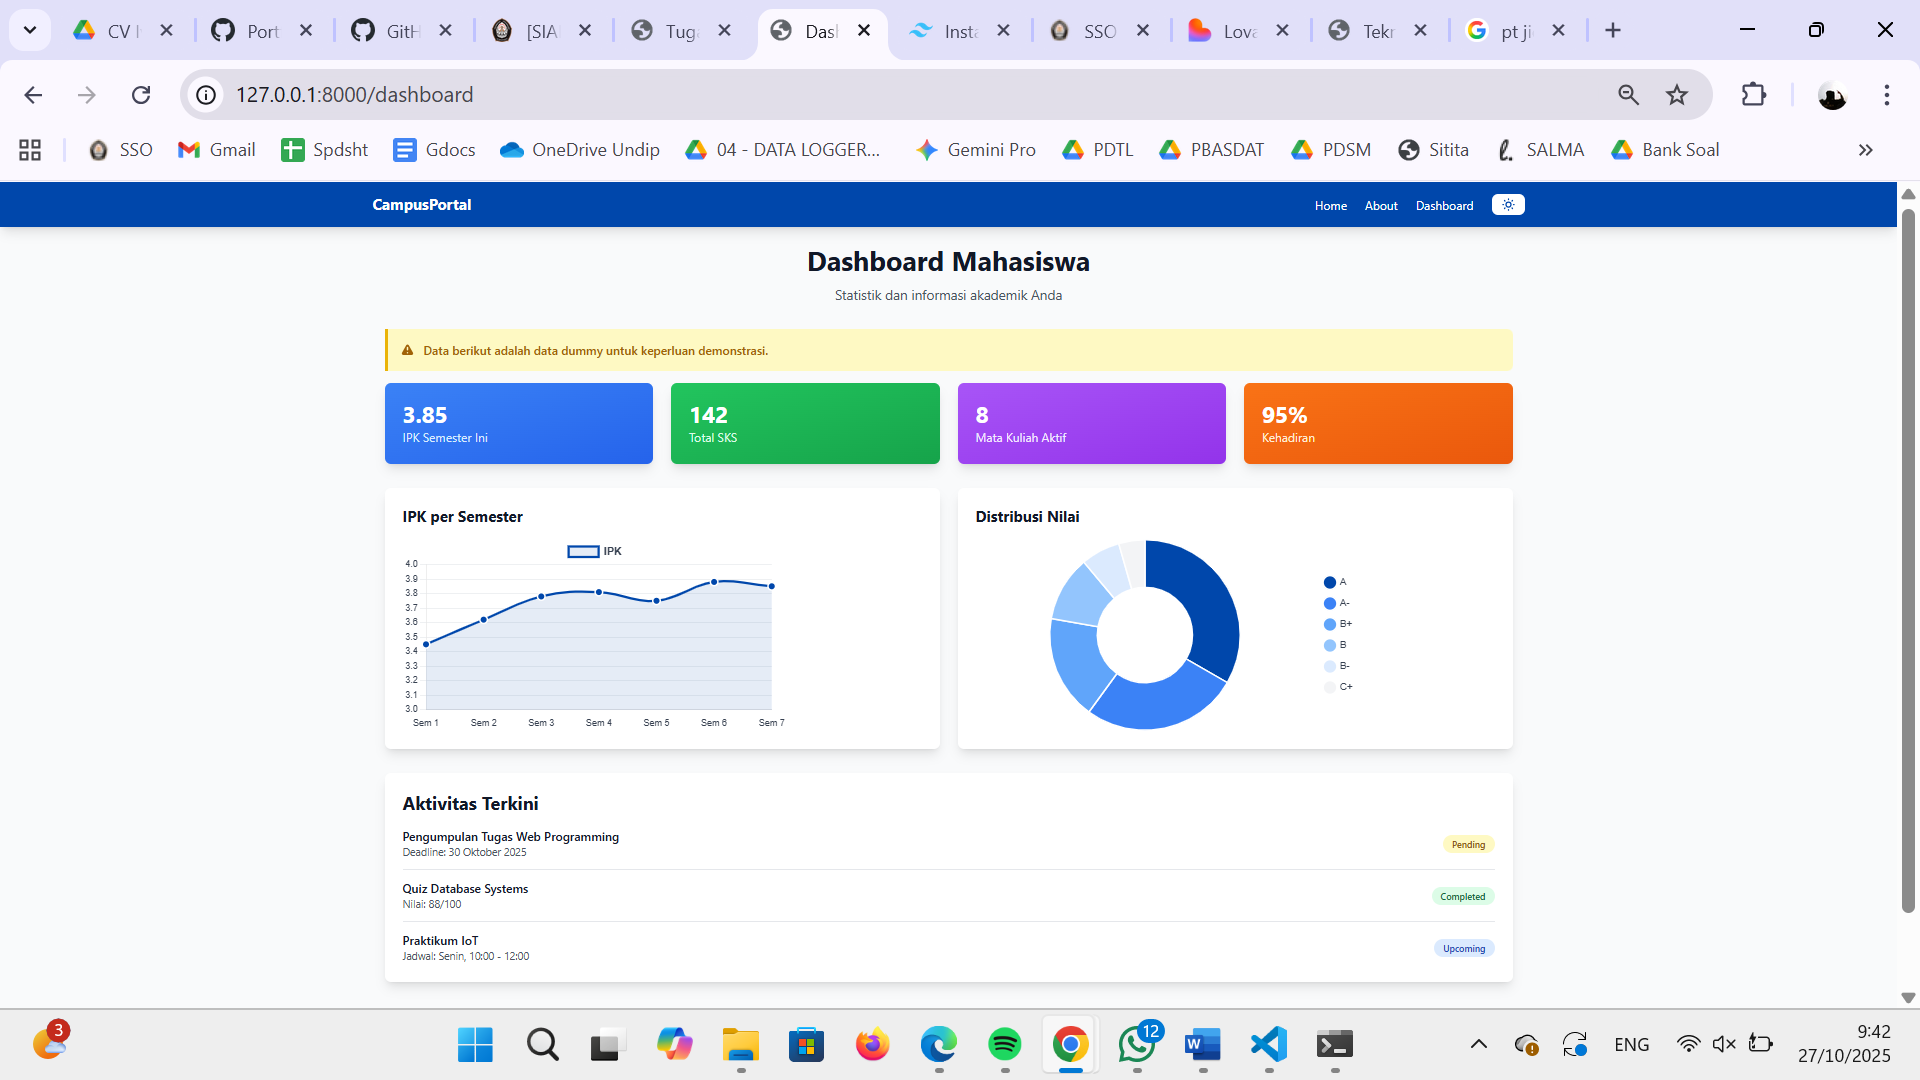 CV I
Port
GitH
[SIA
Tug
Dasl
Insta
SSO
Lova
Tekn
pt ji
127.0.0.1:8000/dashboard
SSO
Gmail
Spdsht
Gdocs
OneDrive Undip
04 - DATA LOGGER...
Gemini Pro
PDTL
PBASDAT
PDSM
Sitita
SALMA
Bank Soal
CampusPortal
Home
About
Dashboard
Dashboard Mahasiswa
Statistik dan informasi akademik Anda
Data berikut adalah data dummy untuk keperluan demonstrasi.
3.85
IPK Semester Ini
142
Total SKS
8
Mata Kuliah Aktif
95%
Kehadiran
IPK per Semester
IPK
4.0
3.9
3.8
3.7
3.6
3.5
3.4
3.3
3.2
3.1
3.0
Sem 1
Sem 2
Sem 3
Sem 4
Sem 5
Sem 6
Sem 7
Distribusi Nilai
A
A-
B+
B
B-
C+
Aktivitas Terkini
Pengumpulan Tugas Web Programming
Deadline: 30 Oktober 2025
Pending
Quiz Database Systems
Nilai: 88/100
Completed
Praktikum IoT
Jadwal: Senin, 10:00 - 12:00
Upcoming
3
12
ENG
9:42
27/10/2025